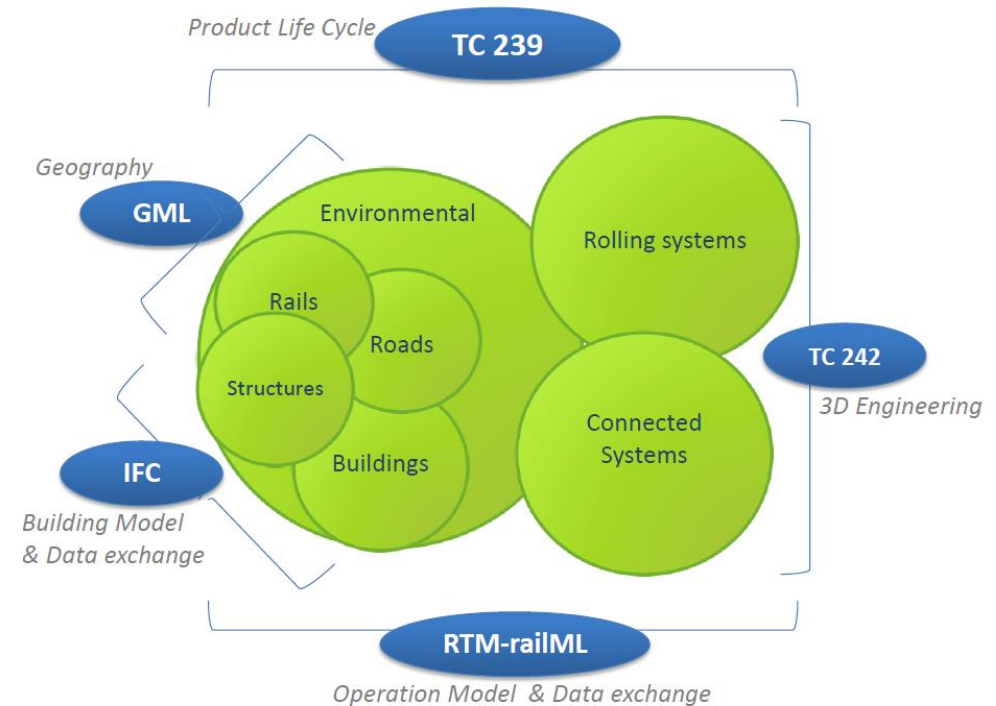 Product Life Cycle
TC 239
Geography
GML
Environmental
Rolling systems
Rails
Roads
TC 242
Structures
3D Engineering
Connected
Systems
Buildings
IFC
Building Model
& Data exchange
RTM-railML
Operation Model & Data exchange